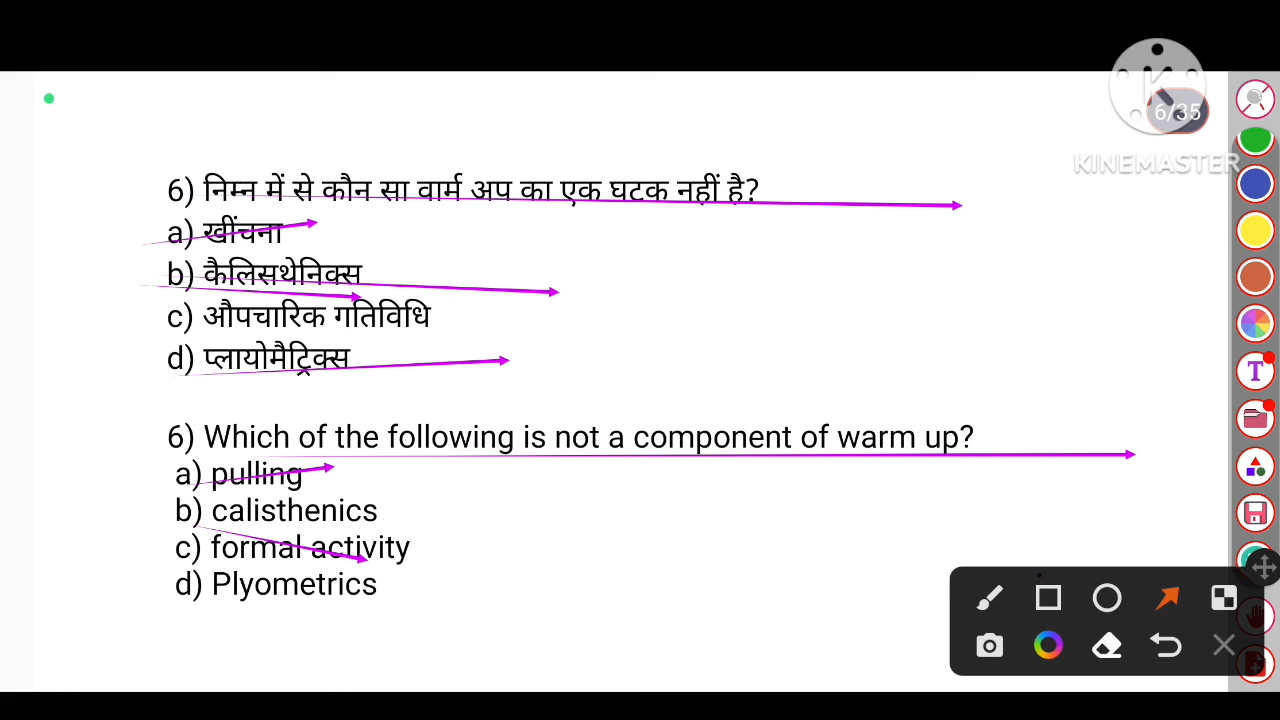 6/35
KINEMASTER
6) निम्न में से कौन सा वार्म अप का एक घटक नहीं है?
a) खींचना
b) कैलिसथेनिक्स
c) औपचारिक गतिविधि
d) प्लायोमैट्रिक्स
6) Which of the following is not a component of warm up?
a) pulling
b) calisthenics
c) formal activity
d) Plyometrics
T